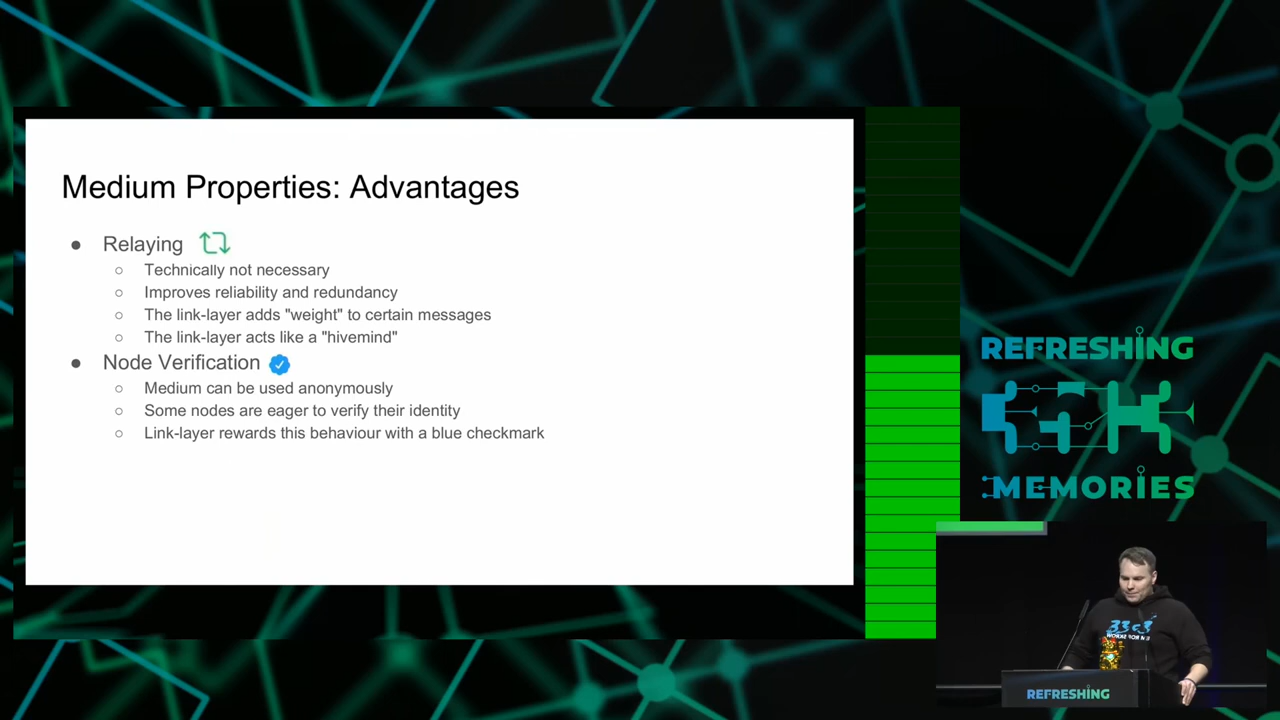 Medium Properties: Advantages
● Relaying
○ Technically not necessary
○ Improves reliability and redundancy
○ The link-layer adds "weight" to certain messages
○ The link-layer acts like a "hivemind"
● Node Verification
○ Medium can be used anonymously
○ Some nodes are eager to verify their identity
○ Link-layer rewards this behaviour with a blue checkmark
REFRESHING
MEMORIES
REFRESHING